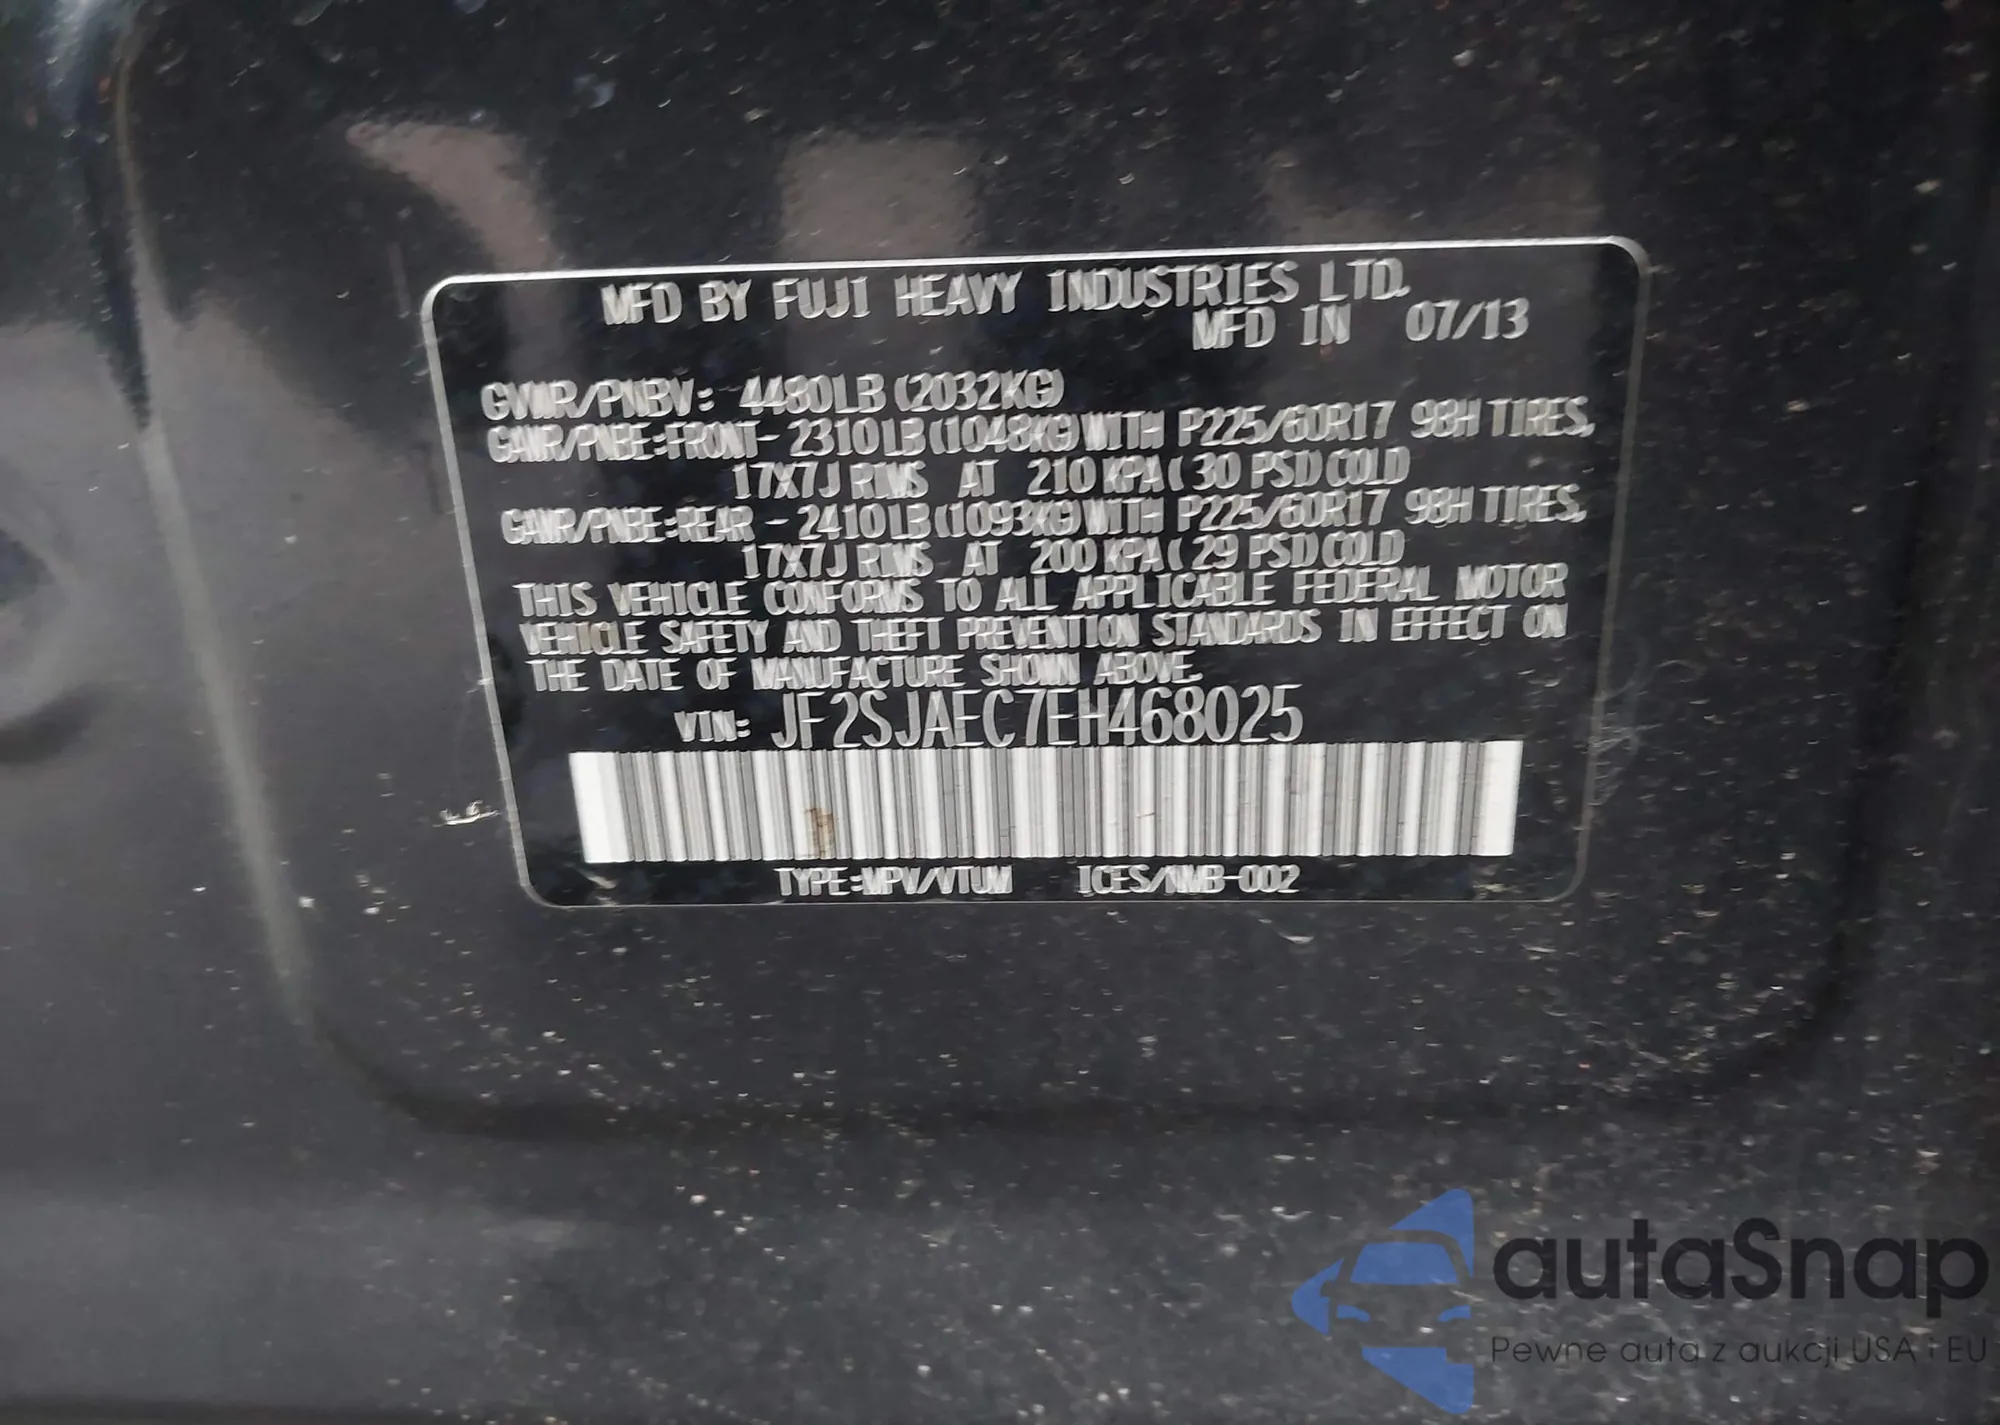 MFD BY FUJI HEAVY INDUSTRIES LTD.
MFD IN 07/13
GVWR/PNBV: 4480LB (2032KG)
GAWR/PNBE:FRONT- 2310LB(1048KG)WITH P225/60R17 98H TIRES,
17X7J RIMS AT 210 KPA( 30 PSI)COLD
GAWR/PNBE:REAR - 2410LB(1093KG)WITH P225/60R17 98H TIRES,
17X7J RIMS AT 200 KPA( 29 PSI)COLD
THIS VEHICLE CONFORMS TO ALL APPLICABLE FEDERAL MOTOR
VEHICLE SAFETY AND THEFT PREVENTION STANDARDS IN EFFECT ON
THE DATE OF MANUFACTURE SHOWN ABOVE.
VIN: JF2SJAEC7EH468025
TYPE:MPV/VTUM ICES/NMB-002
autaSnap
Pewne auta z aukcji USA i EU